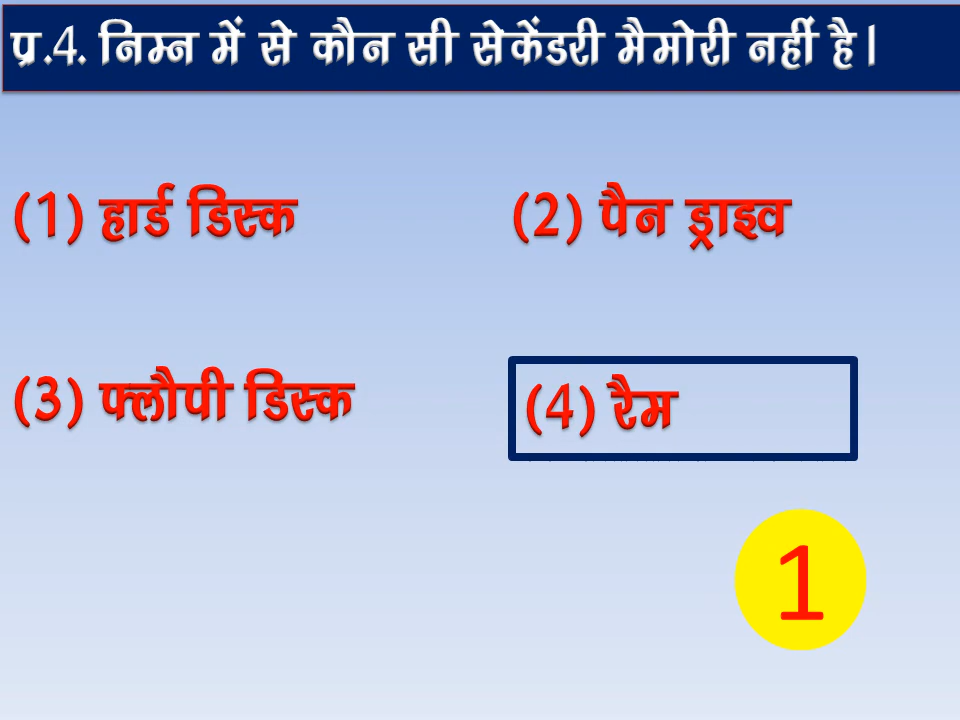 प्र.4. निम्न में से कौन सी सेकेंडरी मैमोरी नहीं है।
(1) हार्ड डिस्क (2) पैन ड्राइव
(3) फ्लौपी डिस्क (4) रैम
1